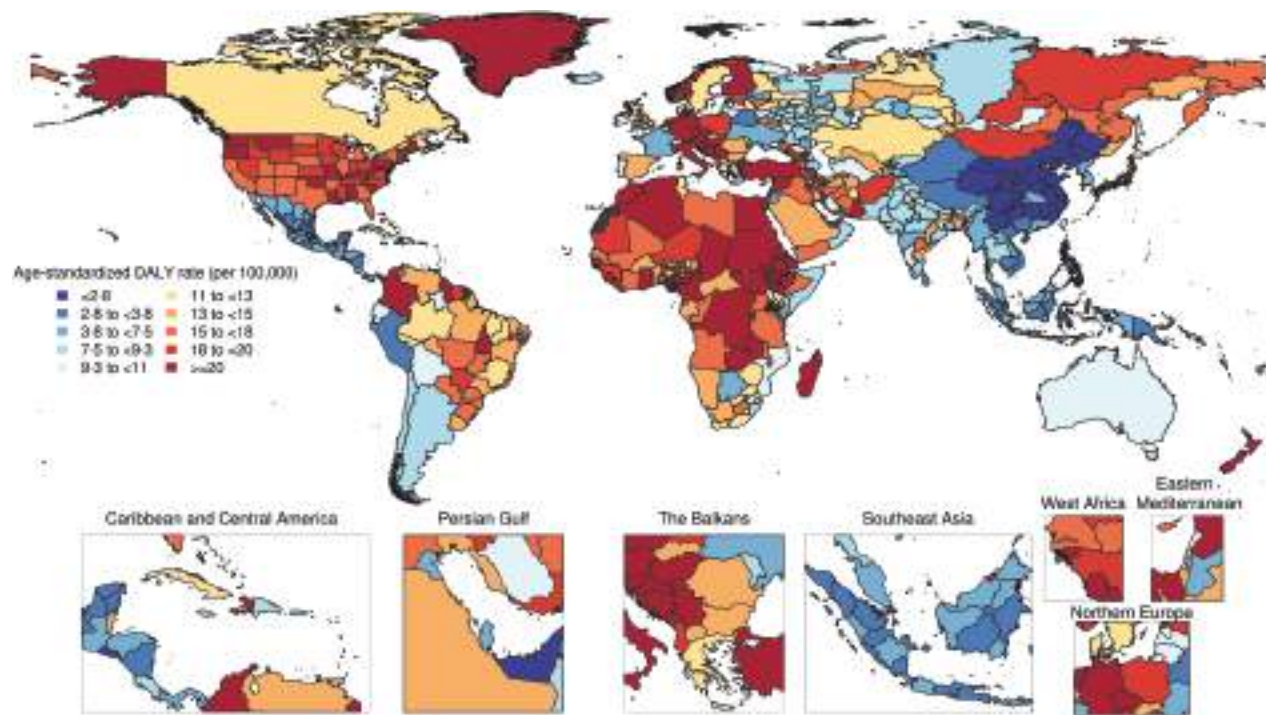 Age-standardized DALY rate (per 100,000)
<2·8
2·8 to <3·8
3·8 to <7·5
7·5 to <9·3
9·3 to <11
11 to <13
13 to <15
15 to <18
18 to <20
>=20
Caribbean and Central America
Persian Gulf
The Balkans
Southeast Asia
West Africa
Eastern
Mediterranean
Northern Europe